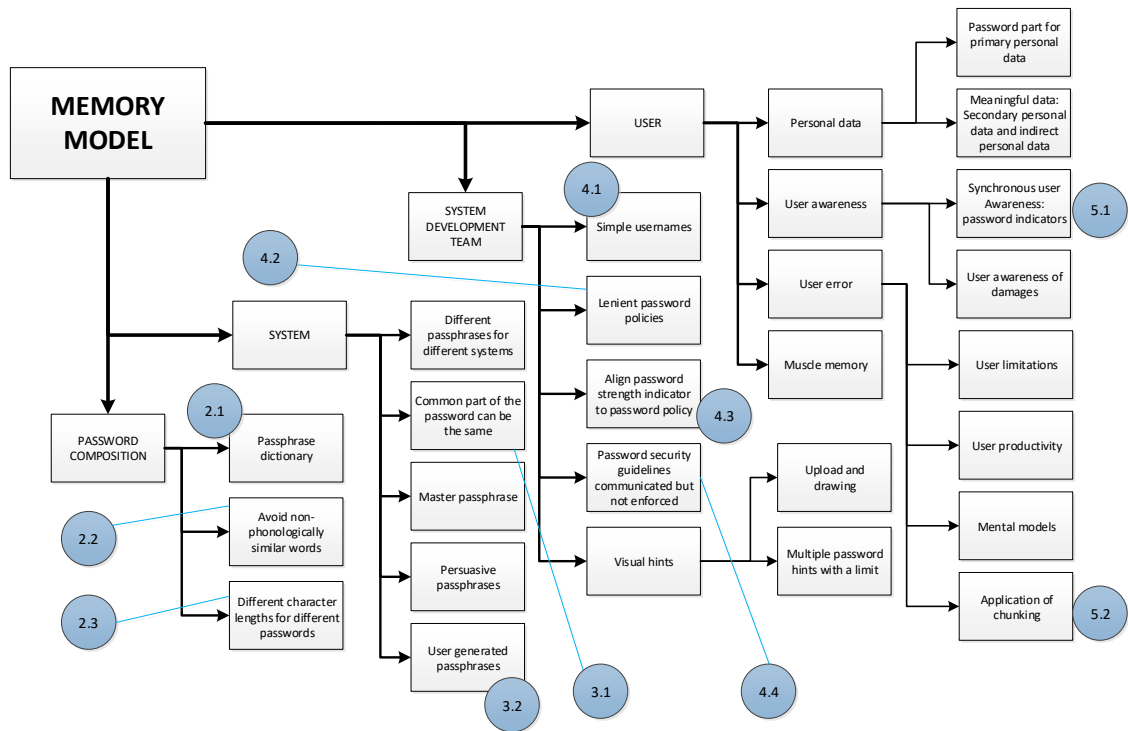 MEMORY
MODEL
USER
Personal data
Password part for
primary personal
data
Meaningful data:
Secondary personal
data and indirect
personal data
User awareness
Synchronous user
Awareness:
password indicators
5.1
User awareness of
damages
User error
User limitations
User productivity
Mental models
Application of
chunking
5.2
Muscle memory
SYSTEM
DEVELOPMENT
TEAM
4.1
Simple usernames
4.2
Lenient password
policies
Align password
strength indicator
to password policy
4.3
Password security
guidelines
communicated but
not enforced
4.4
Visual hints
Upload and
drawing
Multiple password
hints with a limit
SYSTEM
Different
passphrases for
different systems
Common part of
the password can be
the same
3.1
Master passphrase
Persuasive
passphrases
User generated
passphrases
3.2
PASSWORD
COMPOSITION
2.1
Passphrase
dictionary
2.2
Avoid non-
phonologically
similar words
2.3
Different character
lengths for different
passwords